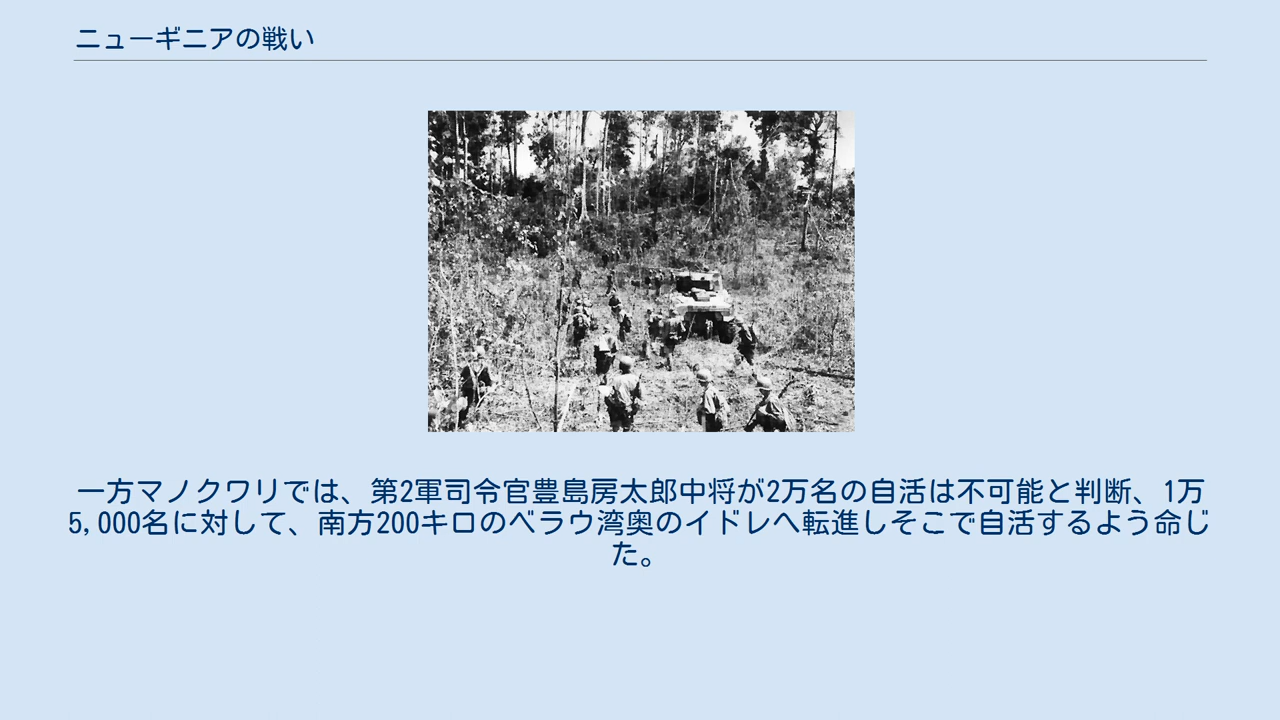 ニューギニアの戦い
一方マノクワリでは、第2軍司令官豊島房太郎中将が2万名の自活は不可能と判断、1万
5,000名に対して、南方200キロのベラウ湾奥のイドレへ転進しそこで自活するよう命じ
た。